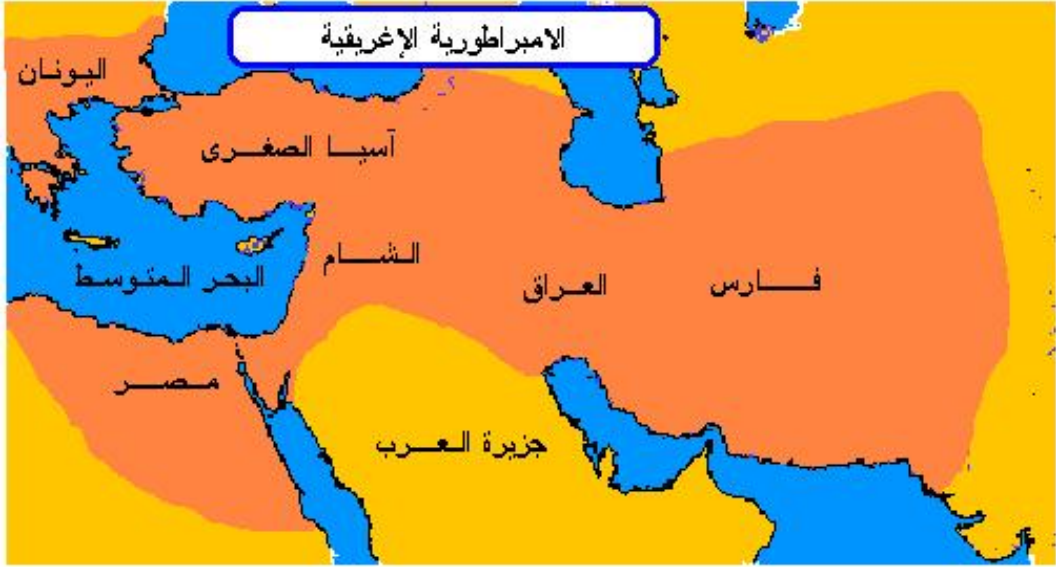 الامبراطورية الإغريقية
اليونان
آسيا الصغرى
الشام
البحر المتوسط
العراق
فارس
مصر
جزيرة العرب